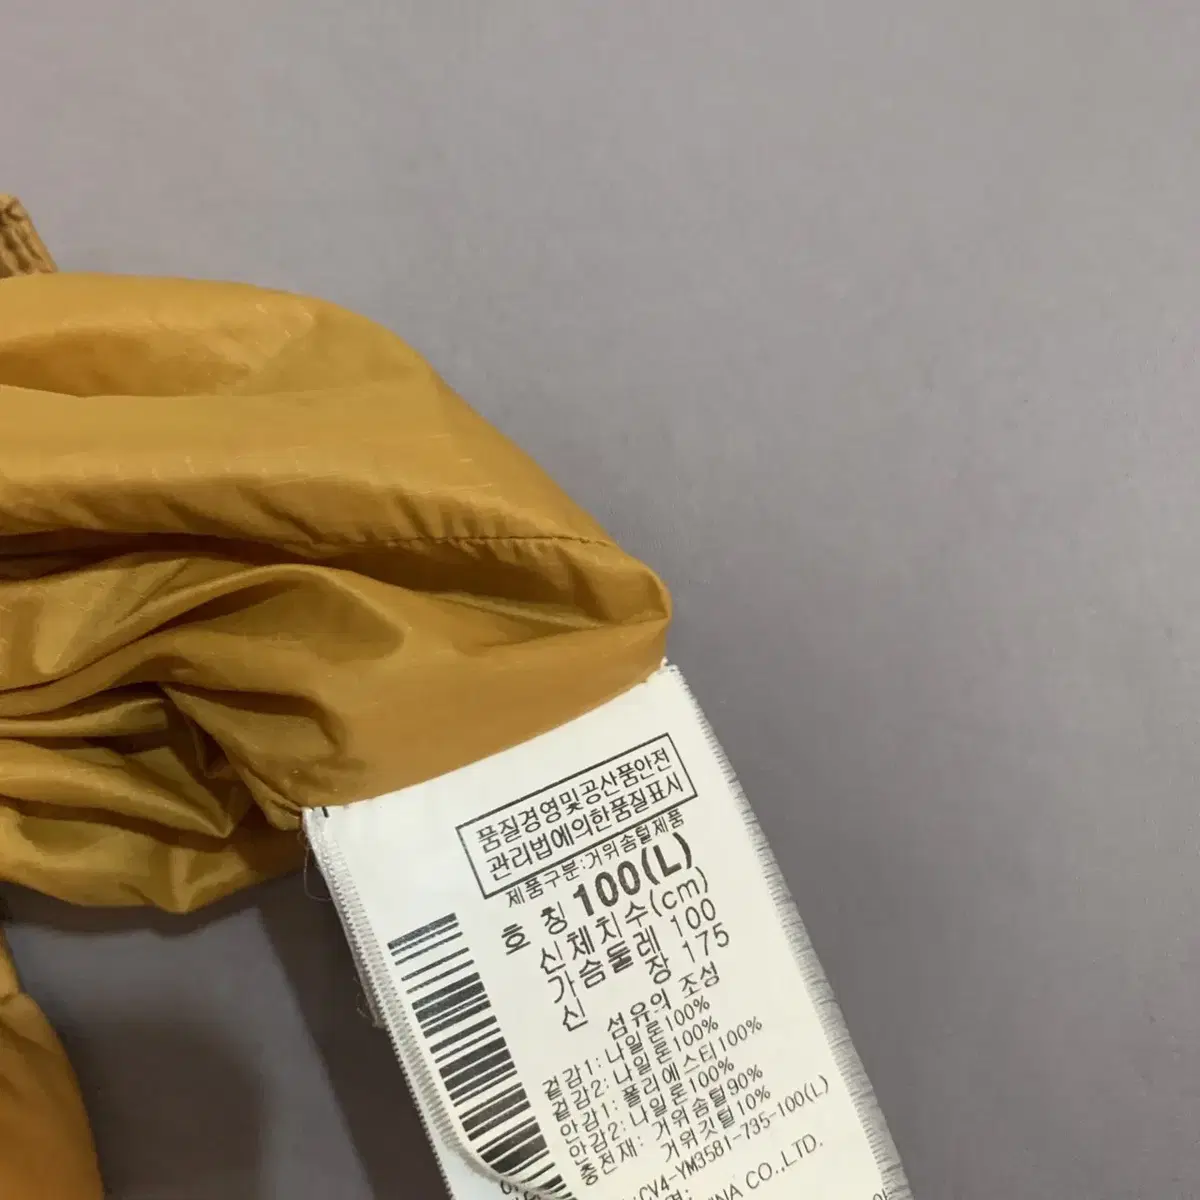 품질경영및공산품안전
관리법에의한품질표시
제품구분:거위솜털제품
호 칭 100(L)
신체치수(cm)
가슴둘레 100
신 장 175
섬유의 조성
겉감1: 나일론100%
겉감2: 나일론100%
안감1: 폴리에스터100%
안감2: 나일론100%
충전재: 거위솜털90%
거위깃털10%
CV4-YM3581-735-100(L)
CO.,LTD.